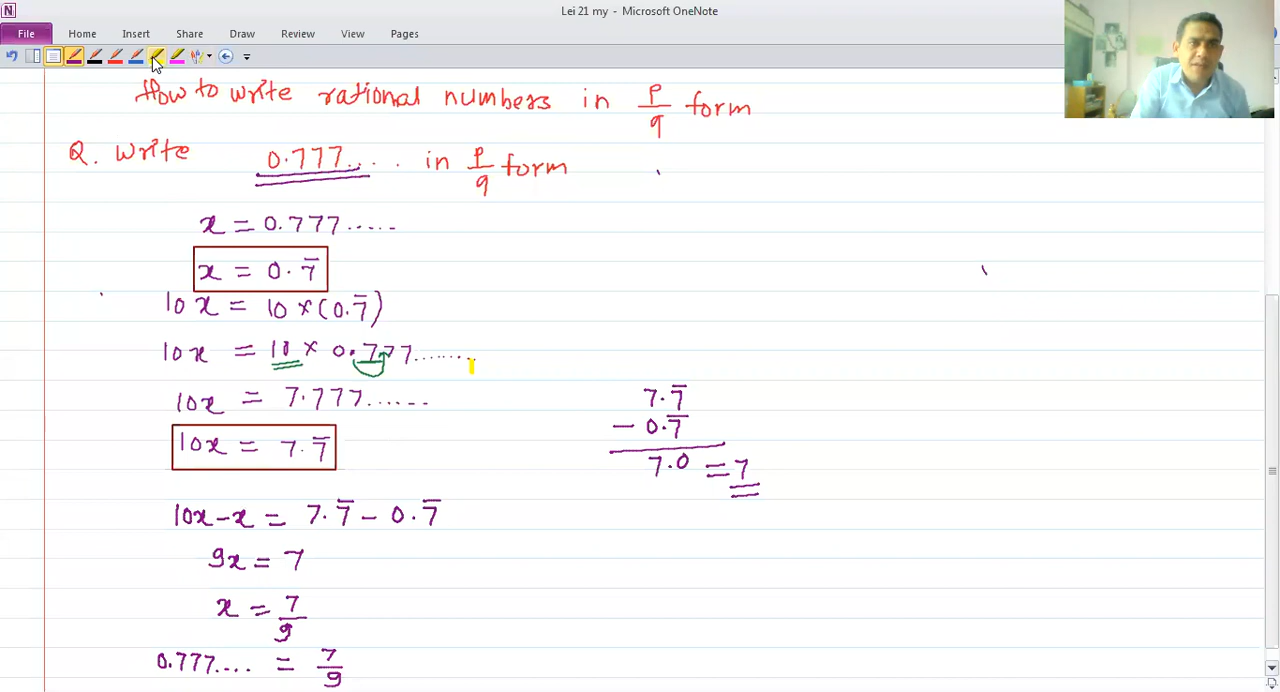 Lei 21 my - Microsoft OneNote
File Home Insert Share Draw Review View Pages
How to write rational numbers in p/q form
Q. Write 0.777.... in p/q form
x = 0.777.....
x = 0.7̅
10x = 10×(0.7̅)
10x = 10 × 0.777........
10x = 7.777......
10x = 7.7̅
7.7̅
− 0.7̅
7.0 = 7
10x − x = 7.7̅ − 0.7̅
9x = 7
x = 7/9
0.777.... = 7/9